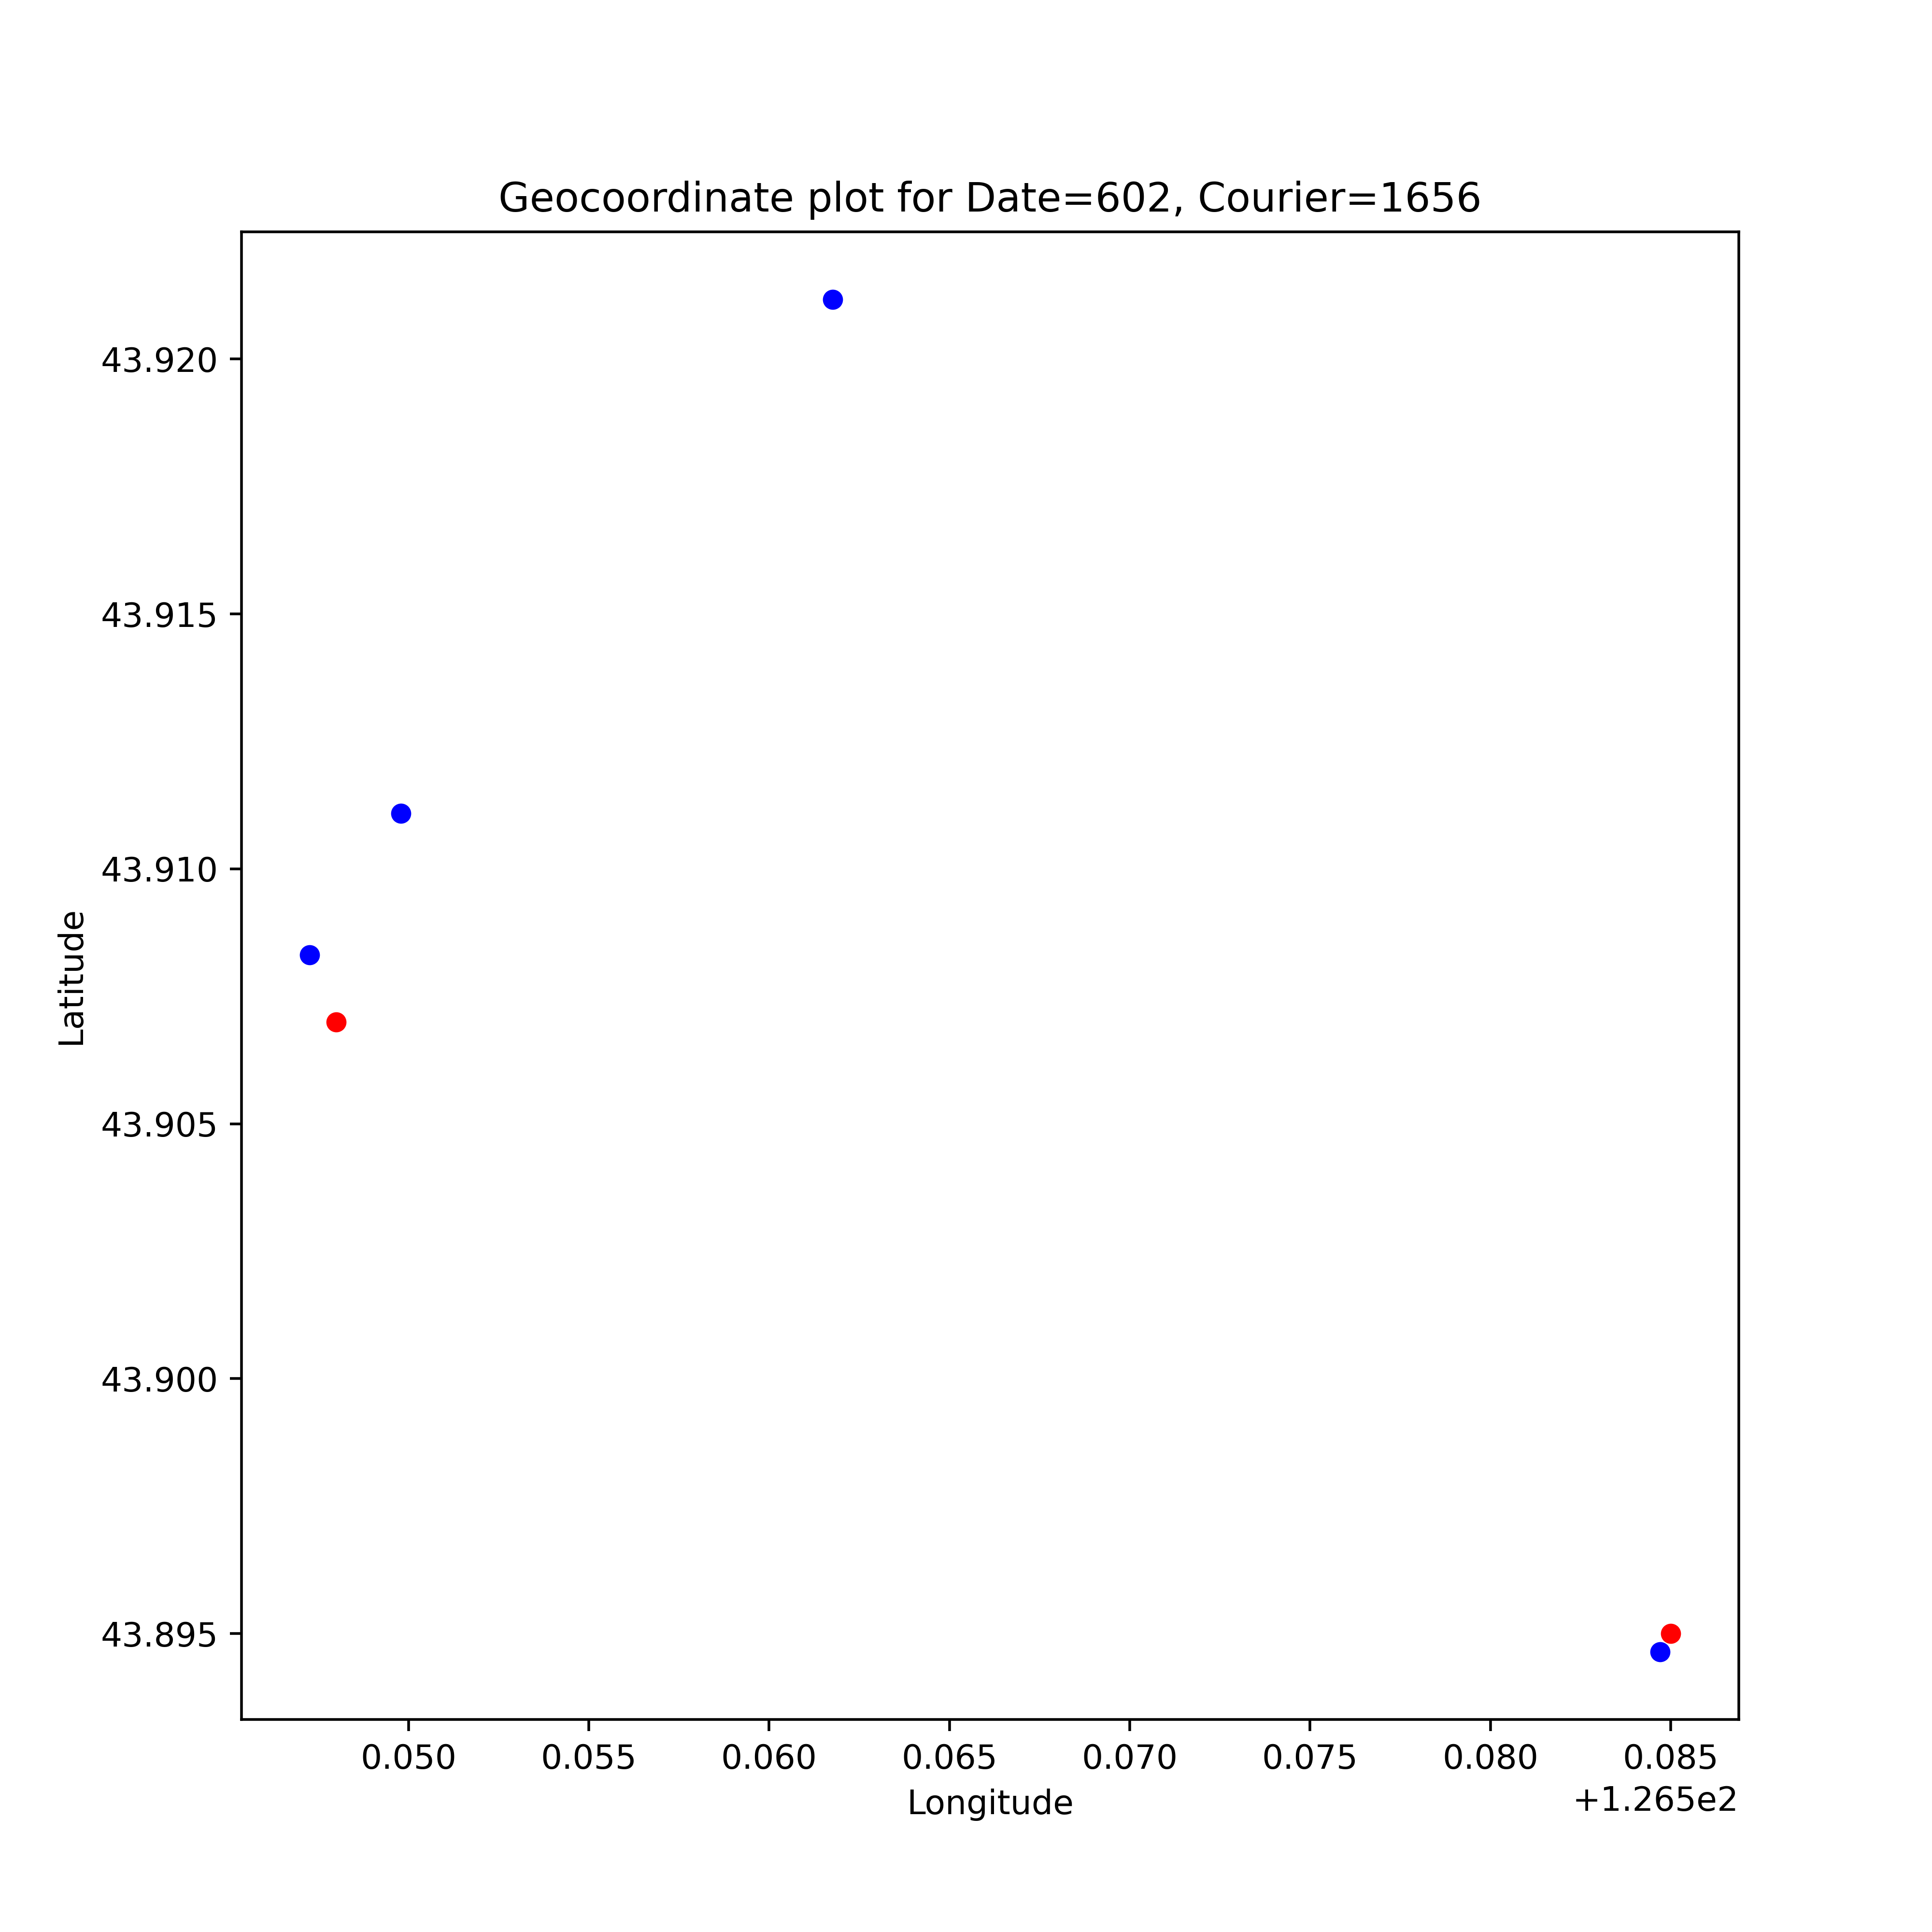 Geocoordinate plot for Date=602, Courier=1656
43.920
43.915
43.910
43.905
43.900
43.895
Latitude
0.050 0.055 0.060 0.065 0.070 0.075 0.080 0.085
+1.265e2
Longitude